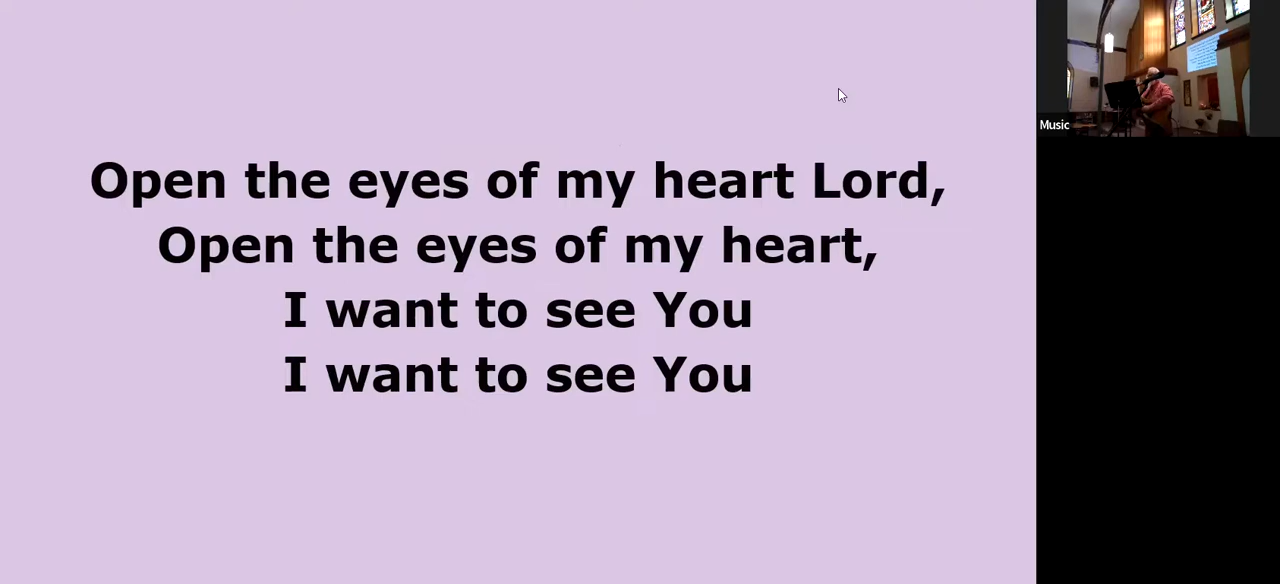 Open the eyes of my heart Lord,
Open the eyes of my heart,
I want to see You
I want to see You
Music